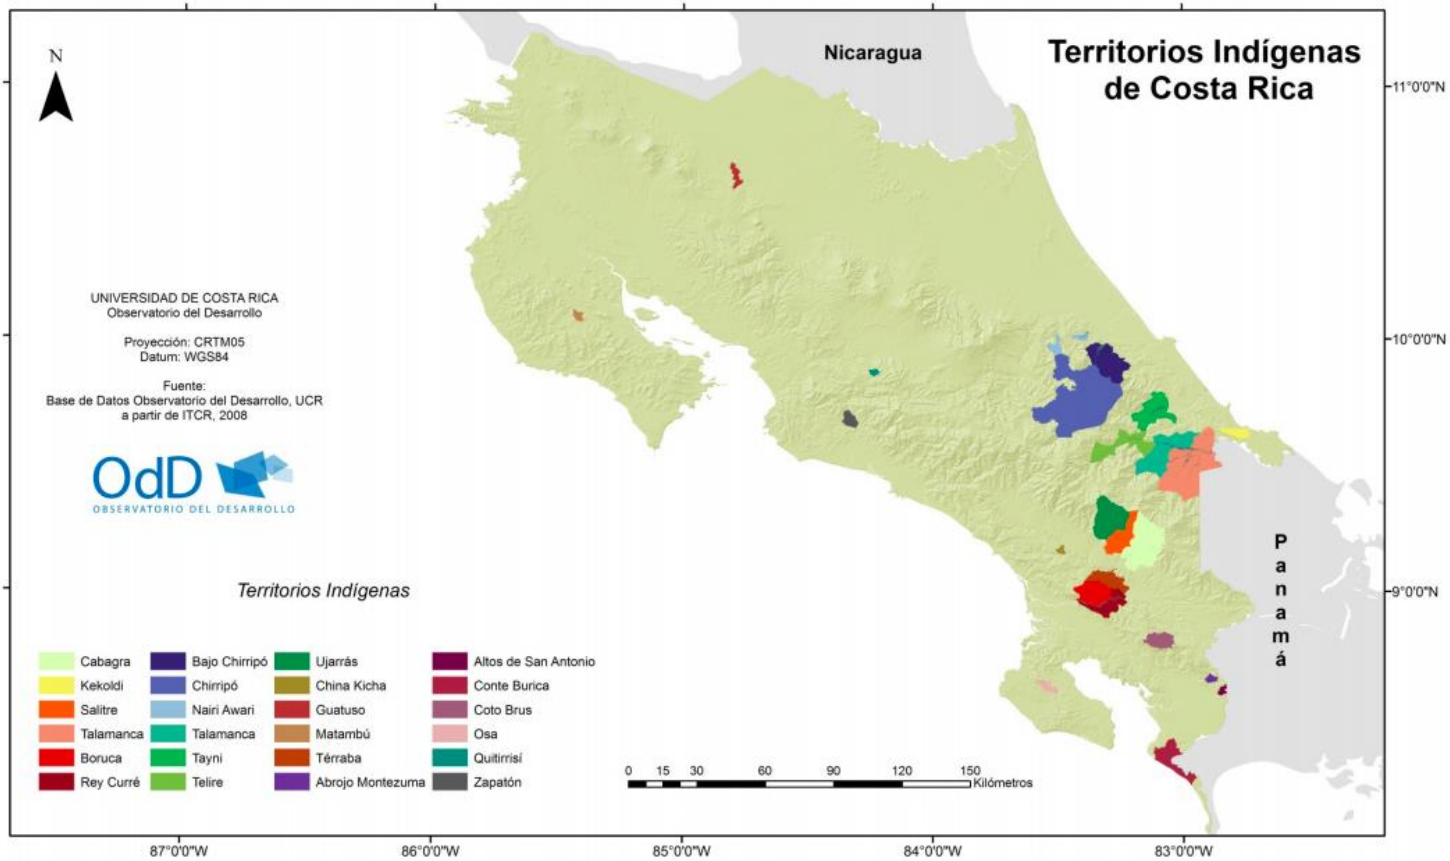 Territorios Indígenas
de Costa Rica
Nicaragua
N
11°0'0"N
UNIVERSIDAD DE COSTA RICA
Observatorio del Desarrollo
Proyección: CRTM05
Datum: WGS84
Fuente:
Base de Datos Observatorio del Desarrollo, UCR
a partir de ITCR, 2008
10°0'0"N
OdD
OBSERVATORIO DEL DESARROLLO
Panamá
9°0'0"N
Territorios Indígenas
Cabagra
Kekoldi
Salitre
Talamanca
Boruca
Rey Curré
Bajo Chirripó
Chirripó
Nairi Awari
Talamanca
Tayni
Telire
Ujarrás
China Kicha
Guatuso
Matambú
Térraba
Abrojo Montezuma
Altos de San Antonio
Conte Burica
Coto Brus
Osa
Quitirrisí
Zapatón
0 15 30 60 90 120 150
Kilómetros
87°0'0"W 86°0'0"W 85°0'0"W 84°0'0"W 83°0'0"W